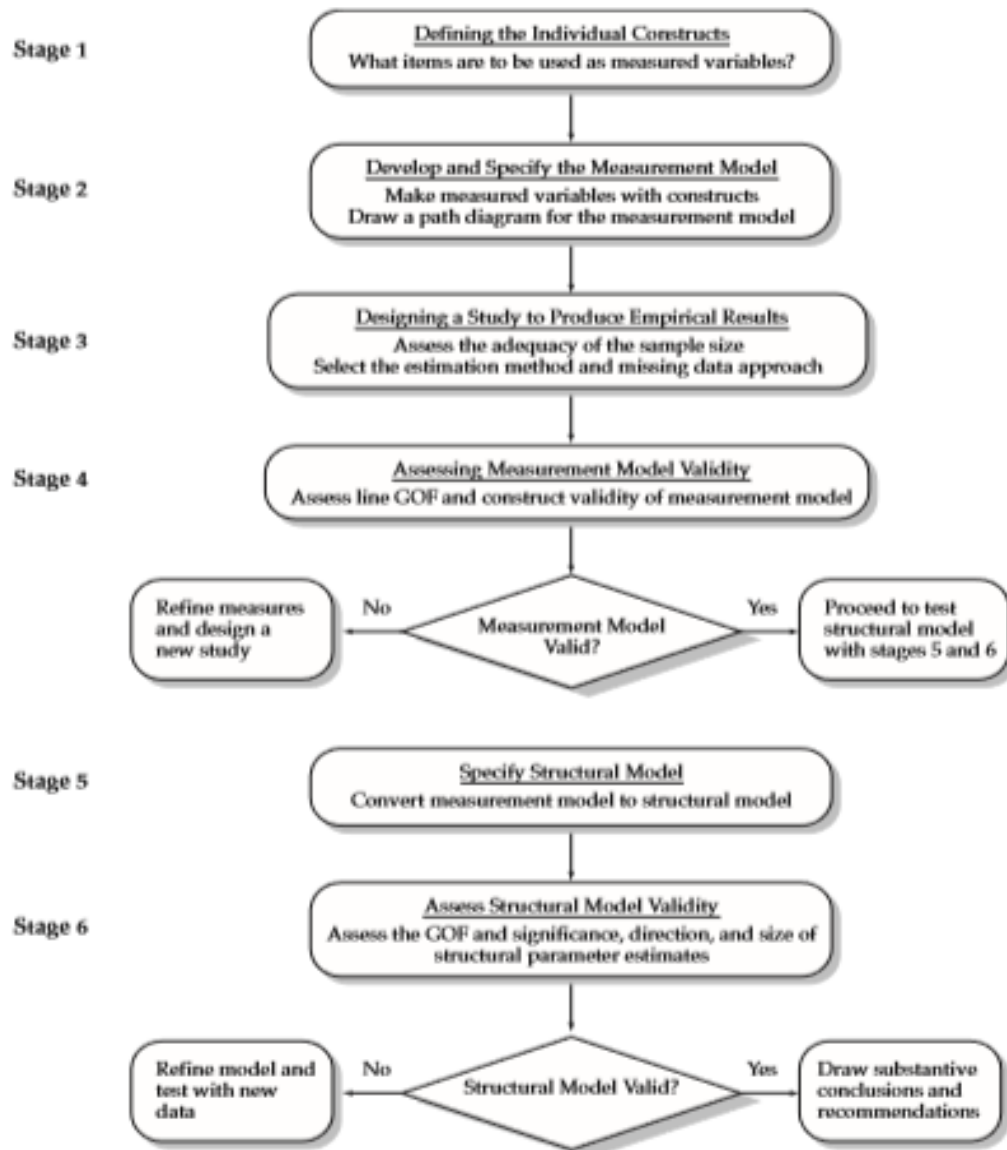 Stage 1
Defining the Individual Constructs
What items are to be used as measured variables?
Stage 2
Develop and Specify the Measurement Model
Make measured variables with constructs
Draw a path diagram for the measurement model
Stage 3
Designing a Study to Produce Empirical Results
Assess the adequacy of the sample size
Select the estimation method and missing data approach
Stage 4
Assessing Measurement Model Validity
Assess line GOF and construct validity of measurement model
Refine measures
and design a
new study
No
Measurement Model
Valid?
Yes
Proceed to test
structural model
with stages 5 and 6
Stage 5
Specify Structural Model
Convert measurement model to structural model
Stage 6
Assess Structural Model Validity
Assess the GOF and significance, direction, and size of
structural parameter estimates
Refine model and
test with new
data
No
Structural Model Valid?
Yes
Draw substantive
conclusions and
recommendations